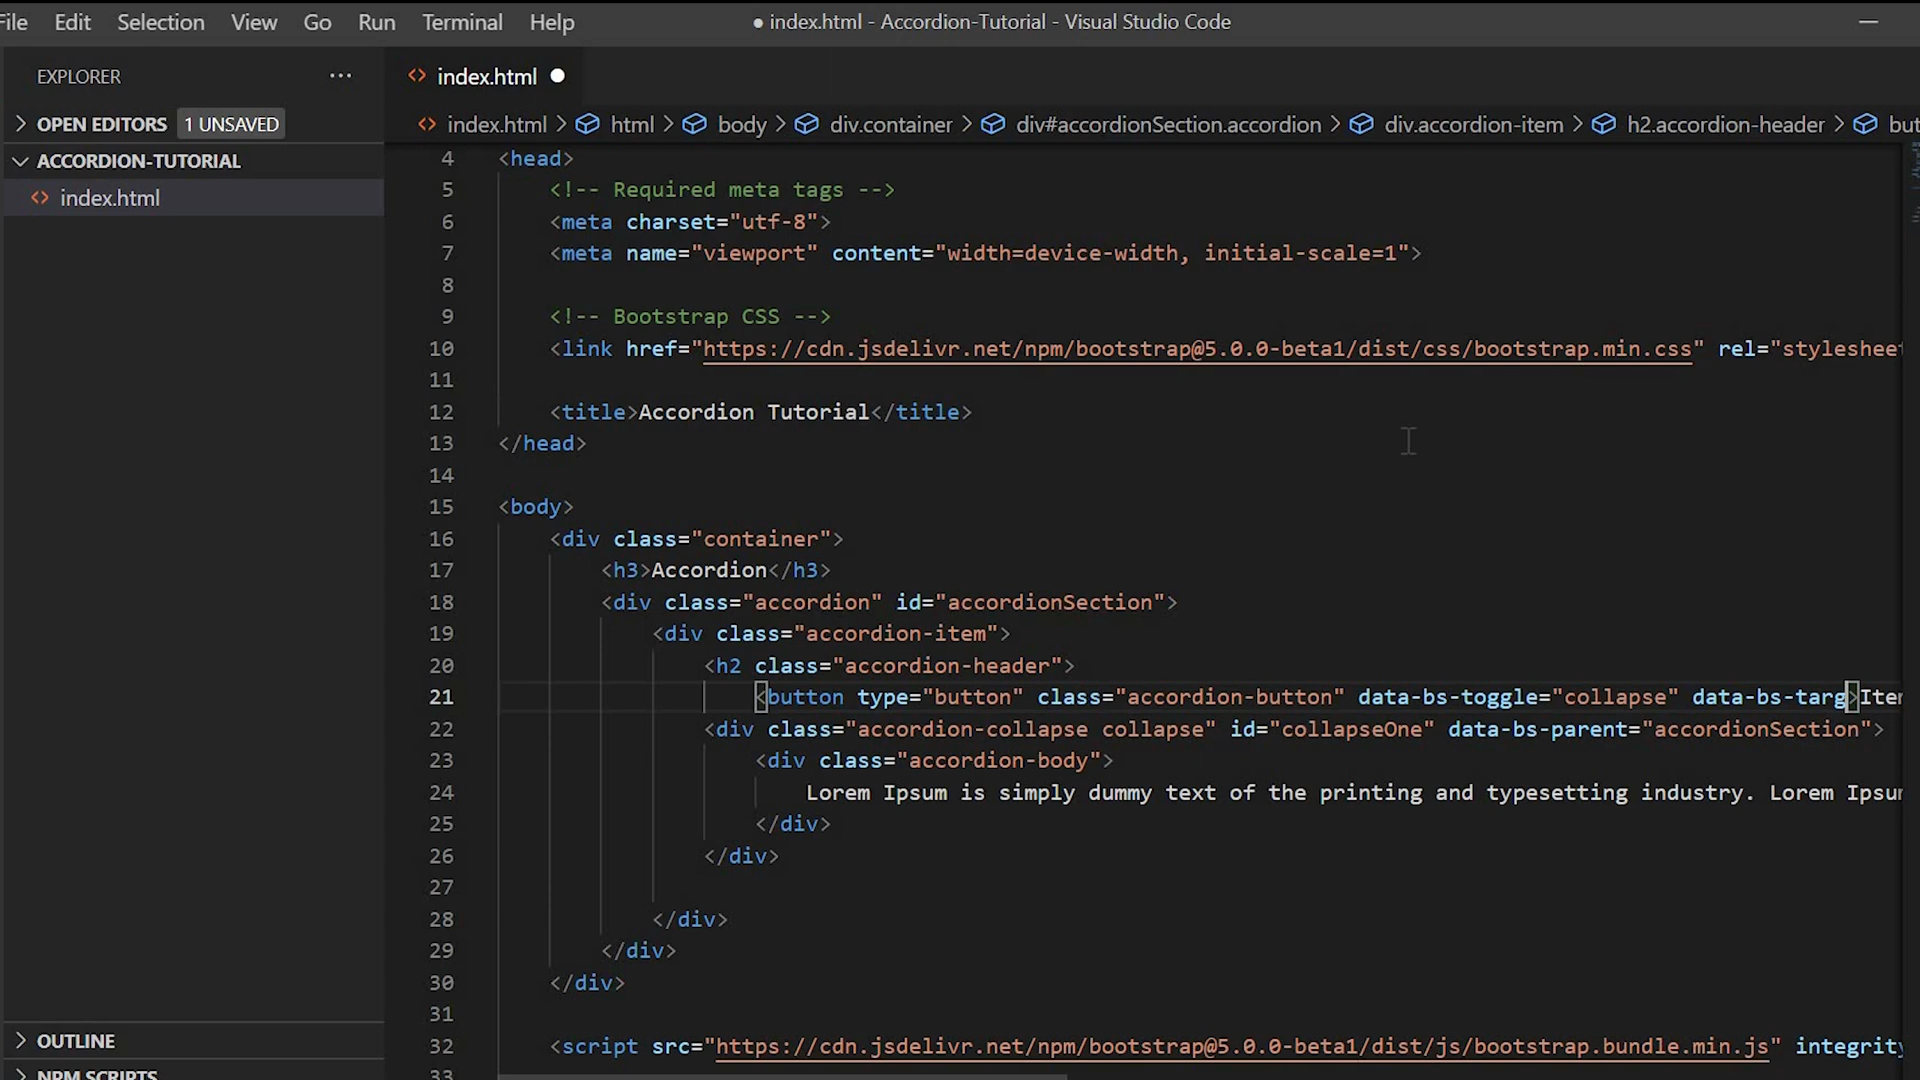 File Edit Selection View Go Run Terminal Help ● index.html - Accordion-Tutorial - Visual Studio Code
EXPLORER ··· <> index.html ●
> OPEN EDITORS 1 UNSAVED
<> index.html > html > body > div.container > div#accordionSection.accordion > div.accordion-item > h2.accordion-header > but
ACCORDION-TUTORIAL
<> index.html
4 <head>
5 <!-- Required meta tags -->
6 <meta charset="utf-8">
7 <meta name="viewport" content="width=device-width, initial-scale=1">
8
9 <!-- Bootstrap CSS -->
10 <link href="https://cdn.jsdelivr.net/npm/bootstrap@5.0.0-beta1/dist/css/bootstrap.min.css" rel="stylesheet
11
12 <title>Accordion Tutorial</title>
13 </head>
14
15 <body>
16 <div class="container">
17 <h3>Accordion</h3>
18 <div class="accordion" id="accordionSection">
19 <div class="accordion-item">
20 <h2 class="accordion-header">
21 <button type="button" class="accordion-button" data-bs-toggle="collapse" data-bs-targ>Item
22 <div class="accordion-collapse collapse" id="collapseOne" data-bs-parent="accordionSection">
23 <div class="accordion-body">
24 Lorem Ipsum is simply dummy text of the printing and typesetting industry. Lorem Ipsum
25 </div>
26 </div>
27
28 </div>
29 </div>
30 </div>
31
32 <script src="https://cdn.jsdelivr.net/npm/bootstrap@5.0.0-beta1/dist/js/bootstrap.bundle.min.js" integrity
33
> OUTLINE
> NPM SCRIPTS